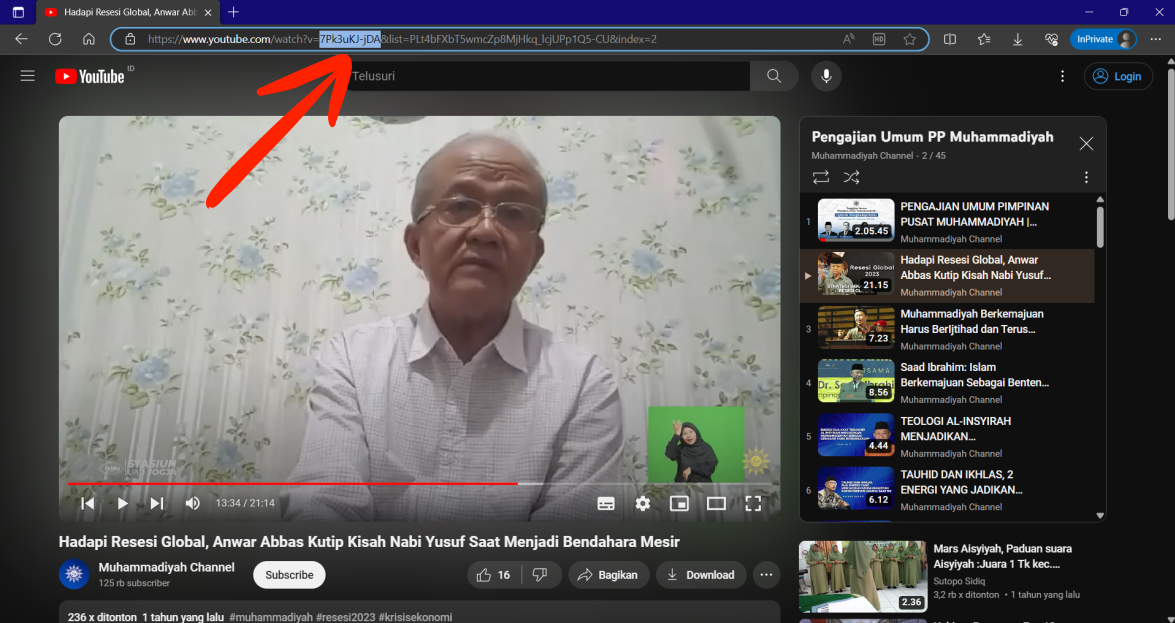 Hadapi Resesi Global, Anwar Abb
https://www.youtube.com/watch?v=7Pk3uKJ-jDA&list=PLt4bFXbT5wmcZp8MjHkq_lcjUPp1Q5-CU&index=2
InPrivate
YouTube ID
Telusuri
Login
Pengajian Umum PP Muhammadiyah
Muhammadiyah Channel - 2 / 45
1
2.05.45
PENGAJIAN UMUM PIMPINAN
PUSAT MUHAMMADIYAH |...
Muhammadiyah Channel
Resesi Global
2023
21.15
Hadapi Resesi Global, Anwar
Abbas Kutip Kisah Nabi Yusuf...
Muhammadiyah Channel
3
7.23
Muhammadiyah Berkemajuan
Harus BerIjtihad dan Terus...
Muhammadiyah Channel
4
8.56
Saad Ibrahim: Islam
Berkemajuan Sebagai Benten...
Muhammadiyah Channel
5
4.44
TEOLOGI AL-INSYIRAH
MENJADIKAN...
Muhammadiyah Channel
6
6.12
TAUHID DAN IKHLAS, 2
ENERGI YANG JADIKAN...
Muhammadiyah Channel
STASIUN
13:34 / 21:14
Hadapi Resesi Global, Anwar Abbas Kutip Kisah Nabi Yusuf Saat Menjadi Bendahara Mesir
Muhammadiyah Channel
125 rb subscriber
Subscribe
16
Bagikan
Download
236 x ditonton 1 tahun yang lalu #muhammadiyah #resesi2023 #krisisekonomi
2.36
Mars Aisyiyah, Paduan suara
Aisyiyah :Juara 1 Tk kec....
Sutopo Sidiq
3,2 rb x ditonton • 1 tahun yang lalu